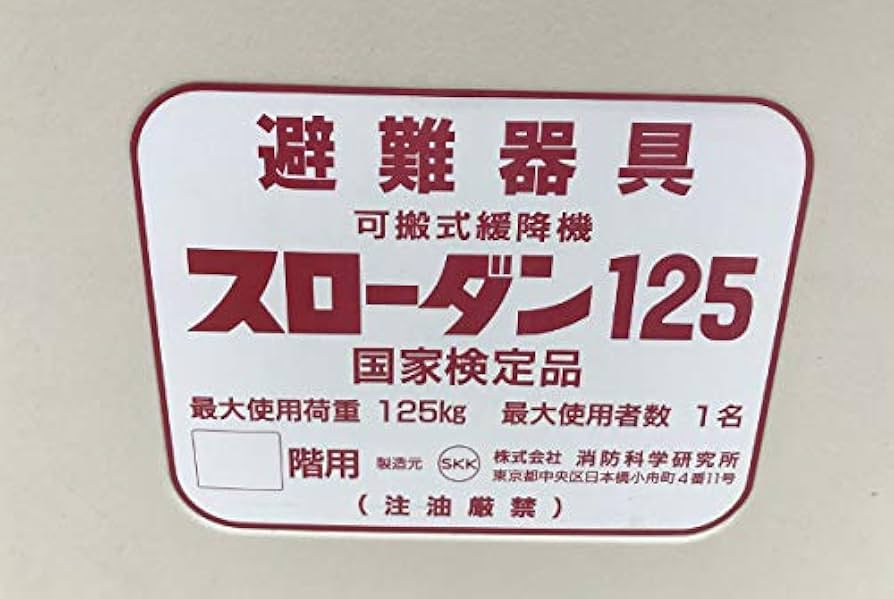 避難器具
可搬式緩降機
スローダン125
国家検定品
最大使用荷重 125kg 最大使用者数 1名
階用 製造元 SKK 株式会社 消防科学研究所
東京都中央区日本橋小舟町4番11号
(注油厳禁)